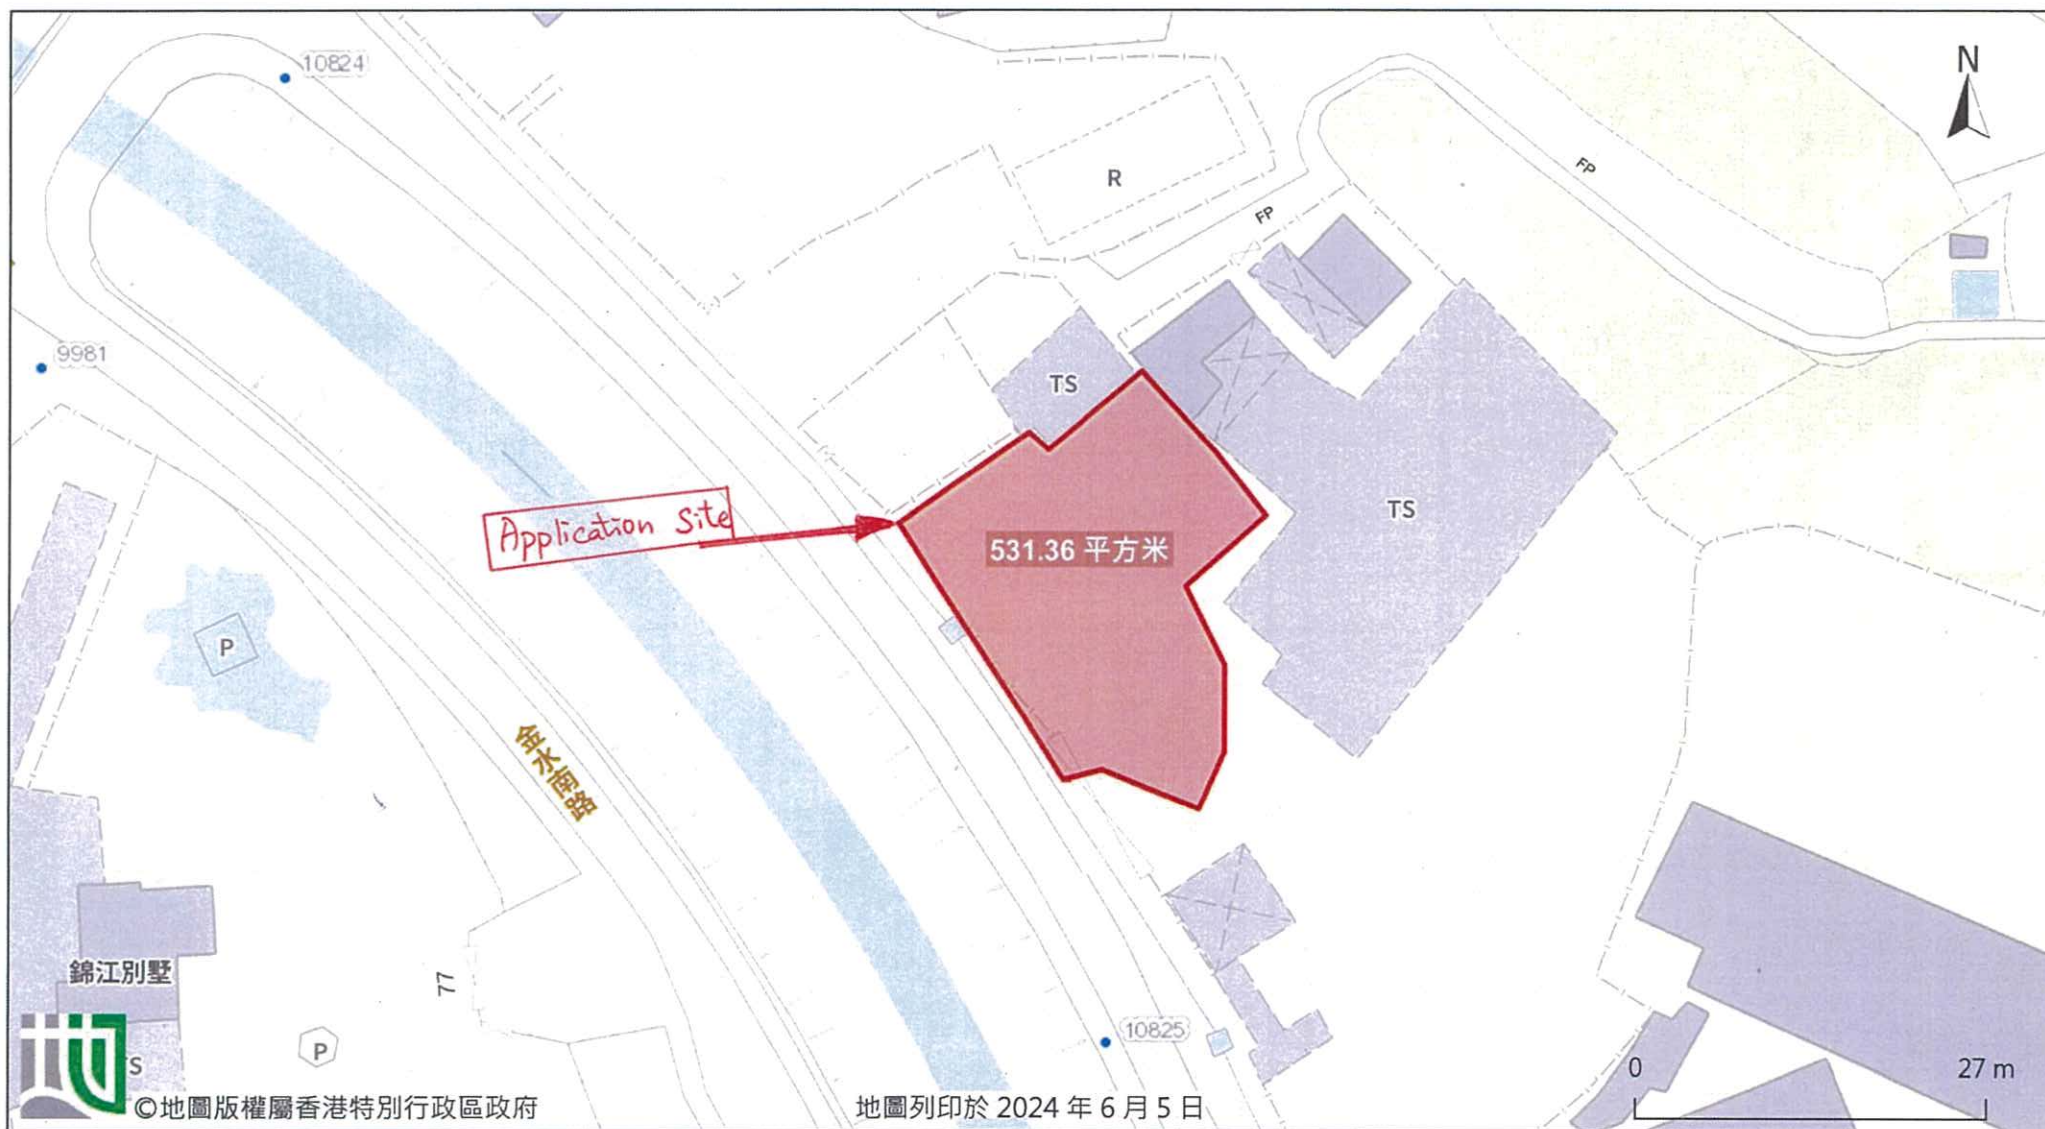 10824
N
R
FP
FP
9981
TS
TS
Application Site
531.36 平方米
P
金水南路
錦江別墅
77
10825
P
S
0
27 m
©地圖版權屬香港特別行政區政府
地圖列印於 2024 年 6 月 5 日